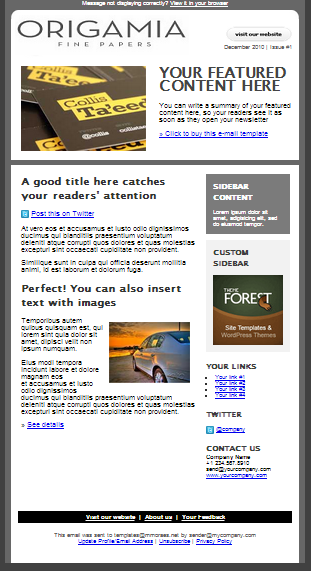 Message not displaying correctly? View it in your browser
ORIGAMIA
FINE PAPERS
visit our website
December 2010 | Issue #1
Collis
Ta'eed
YOUR FEATURED
CONTENT HERE
You can write a summary of your featured
content here, so your readers see it as
soon as they open your newsletter
» Click to buy this e-mail template
A good title here catches
your readers' attention
Post this on Twitter
At vero eos et accusamus et iusto odio dignissimos
ducimus qui blanditiis praesentium voluptatum
deleniti atque corrupti quos dolores et quas molestias
excepturi sint occaecati cupiditate non provident.
Similique sunt in culpa qui officia deserunt mollitia
animi, id est laborum et dolorum fuga.
Perfect! You can also insert
text with images
Temporibus autem
quibus quisquam est, qui
lorem sint quia dolor sit
amet, dipisci velit non
ipsum numquam.
Eius modi tempora
incidunt labore et dolore
magnam eos
et accusamus et iusto
odio dignissimos
ducimus qui blanditiis praesentium voluptatum
deleniti atque corrupti quos dolores et quas molestias
excepturi sint occaecati cupiditate non provident.
» See details
SIDEBAR
CONTENT
Lorem ipsum dolor sit
amet, adipiscing elit, sed
do eiusmod tempor.
CUSTOM
SIDEBAR
THEME
FOREST
Site Templates &
WordPress Themes
YOUR LINKS
Your link #1
Your link #2
Your link #3
Your link #4
TWITTER
@company
CONTACT US
Company Name
+1 234.567.8910
send@yourcompany.com
www.yourcompany.com
Visit our website | About us | Your Feedback
This email was sent to templates@mmorass.net by sender@mycompany.com
Update Profile/Email Address | Unsubscribe | Privacy Policy